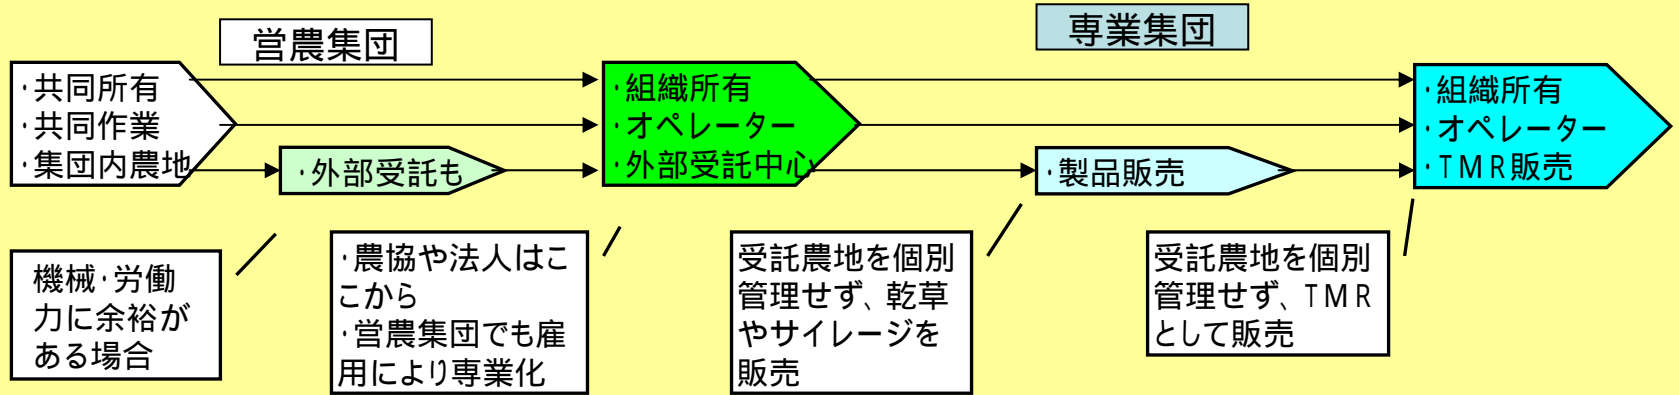 営農集団
専業集団
・共同所有
・共同作業
・集団内農地
・外部受託も
・組織所有
・オペレーター
・外部受託中心
・製品販売
・組織所有
・オペレーター
・TMR販売
機械・労働
力に余裕が
ある場合
・農協や法人はこ
こから
・営農集団でも雇
用により専業化
受託農地を個別
管理せず、乾草
やサイレージを
販売
受託農地を個別
管理せず、TMR
として販売